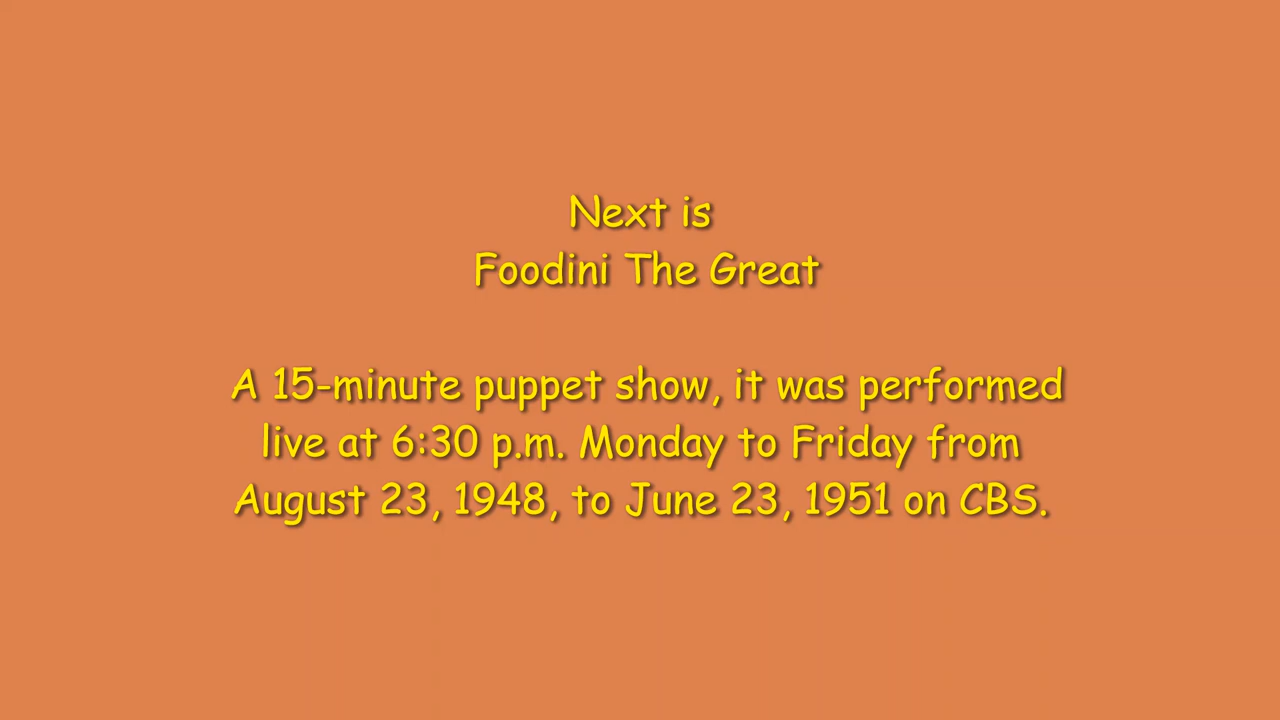 Next is
Foodini The Great
A 15-minute puppet show, it was performed
live at 6:30 p.m. Monday to Friday from
August 23, 1948, to June 23, 1951 on CBS.